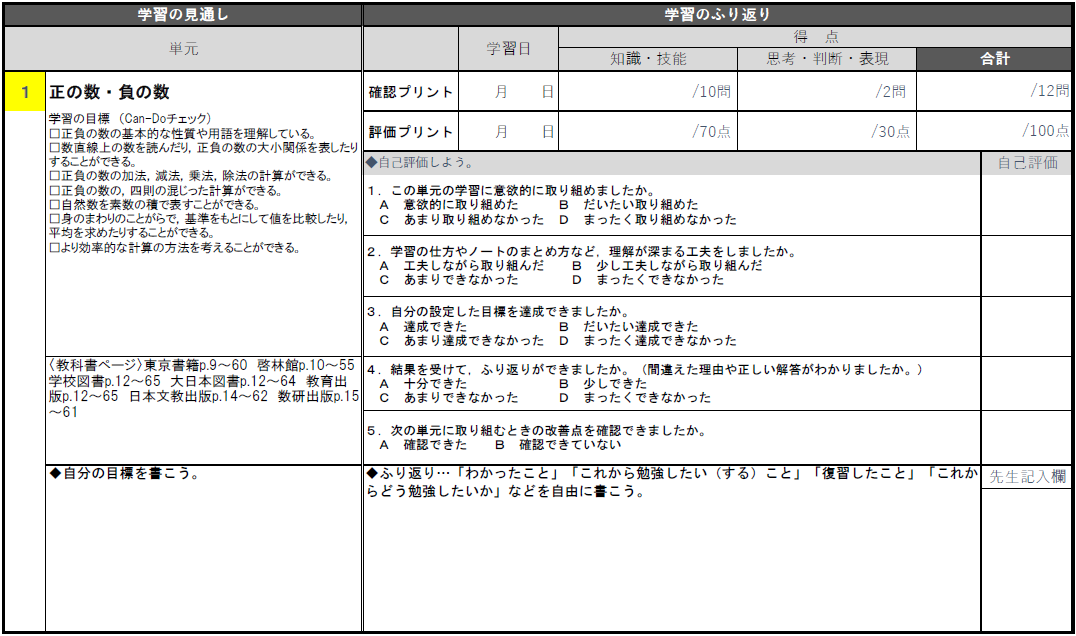 学習の見通し
学習のふり返り
単元
学習日
得 点
知識・技能
思考・判断・表現
合計
1
正の数・負の数
学習の目標 (Can-Doチェック)
□正負の数の基本的な性質や用語を理解している。
□数直線上の数を読んだり, 正負の数の大小関係を表したり
することができる。
□正負の数の加法, 減法, 乗法, 除法の計算ができる。
□正負の数の, 四則の混じった計算ができる。
□自然数を素数の積で表すことができる。
□身のまわりのことがらで, 基準をもとにして値を比較したり,
平均を求めたりすることができる。
□より効率的な計算の方法を考えることができる。
〈教科書ページ〉東京書籍p.9～60 啓林館p.10～55
学校図書p.12～65 大日本図書p.12～64 教育出
版p.12～65 日本文教出版p.14～62 数研出版p.15
～61
◆自分の目標を書こう。
確認プリント
月 日
/10問
/2問
/12問
評価プリント
月 日
/70点
/30点
/100点
◆自己評価しよう。
自己評価
1. この単元の学習に意欲的に取り組めましたか。
A 意欲的に取り組めた B だいたい取り組めた
C あまり取り組めなかった D まったく取り組めなかった
2. 学習の仕方やノートのまとめ方など, 理解が深まる工夫をしましたか。
A 工夫しながら取り組んだ B 少し工夫しながら取り組んだ
C あまりできなかった D まったくできなかった
3. 自分の設定した目標を達成できましたか。
A 達成できた B だいたい達成できた
C あまり達成できなかった D まったく達成できなかった
4. 結果を受けて, ふり返りができましたか。(間違えた理由や正しい解答がわかりましたか。)
A 十分できた B 少しできた
C あまりできなかった D まったくできなかった
5. 次の単元に取り組むときの改善点を確認できましたか。
A 確認できた B 確認できていない
◆ふり返り…「わかったこと」「これから勉強したい(する)こと」「復習したこと」「これか
らどう勉強したいか」などを自由に書こう。
先生記入欄